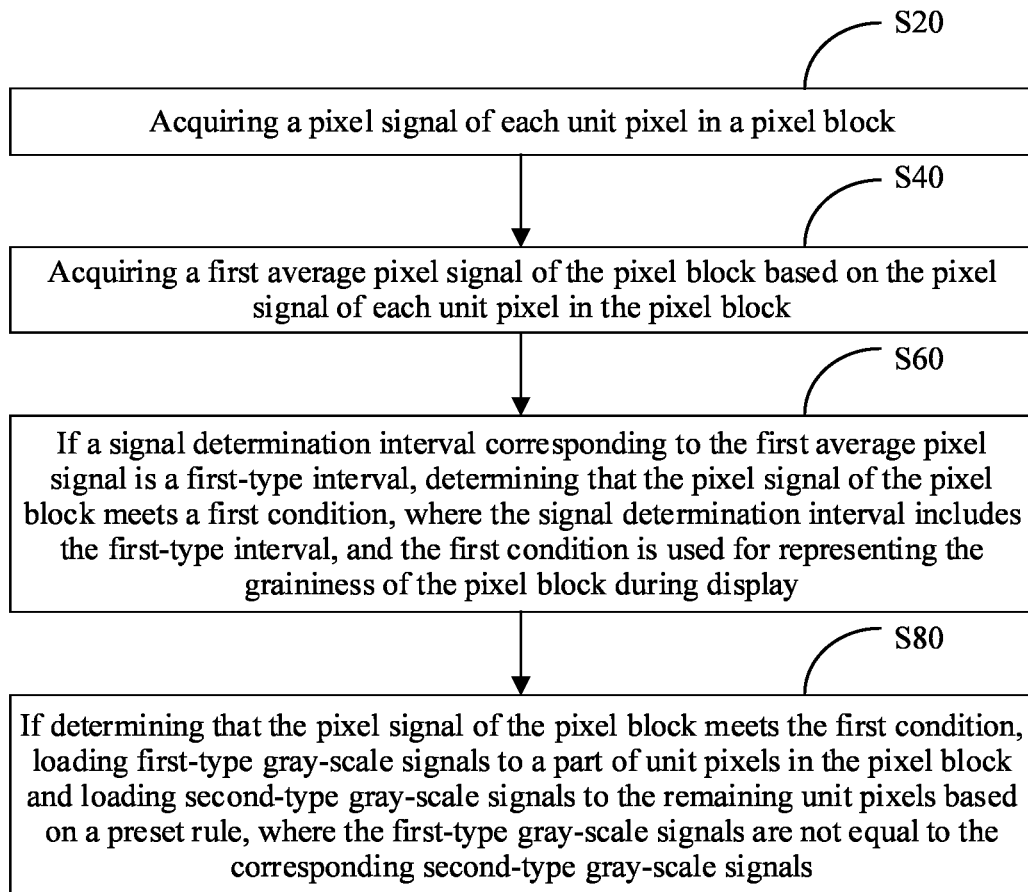 S20
Acquiring a pixel signal of each unit pixel in a pixel block
S40
Acquiring a first average pixel signal of the pixel block based on the pixel
signal of each unit pixel in the pixel block
S60
If a signal determination interval corresponding to the first average pixel
signal is a first-type interval, determining that the pixel signal of the pixel
block meets a first condition, where the signal determination interval includes
the first-type interval, and the first condition is used for representing the
graininess of the pixel block during display
S80
If determining that the pixel signal of the pixel block meets the first condition,
loading first-type gray-scale signals to a part of unit pixels in the pixel block
and loading second-type gray-scale signals to the remaining unit pixels based
on a preset rule, where the first-type gray-scale signals are not equal to the
corresponding second-type gray-scale signals